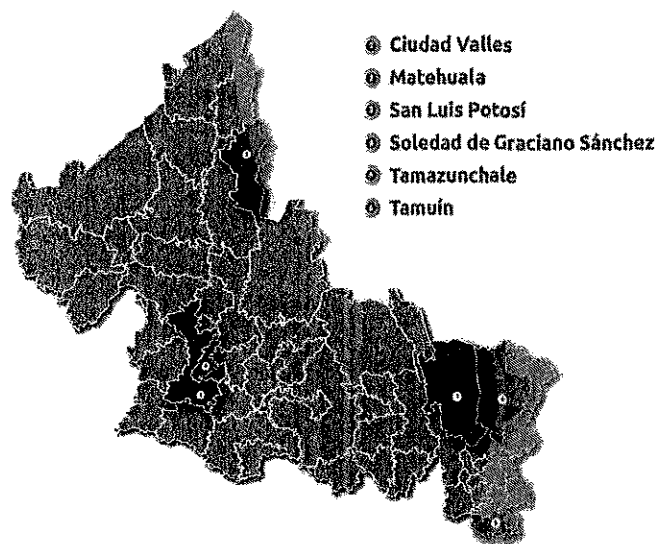 Ciudad Valles
Matehuala
San Luis Potosí
Soledad de Graciano Sánchez
Tamazunchale
Tamuín